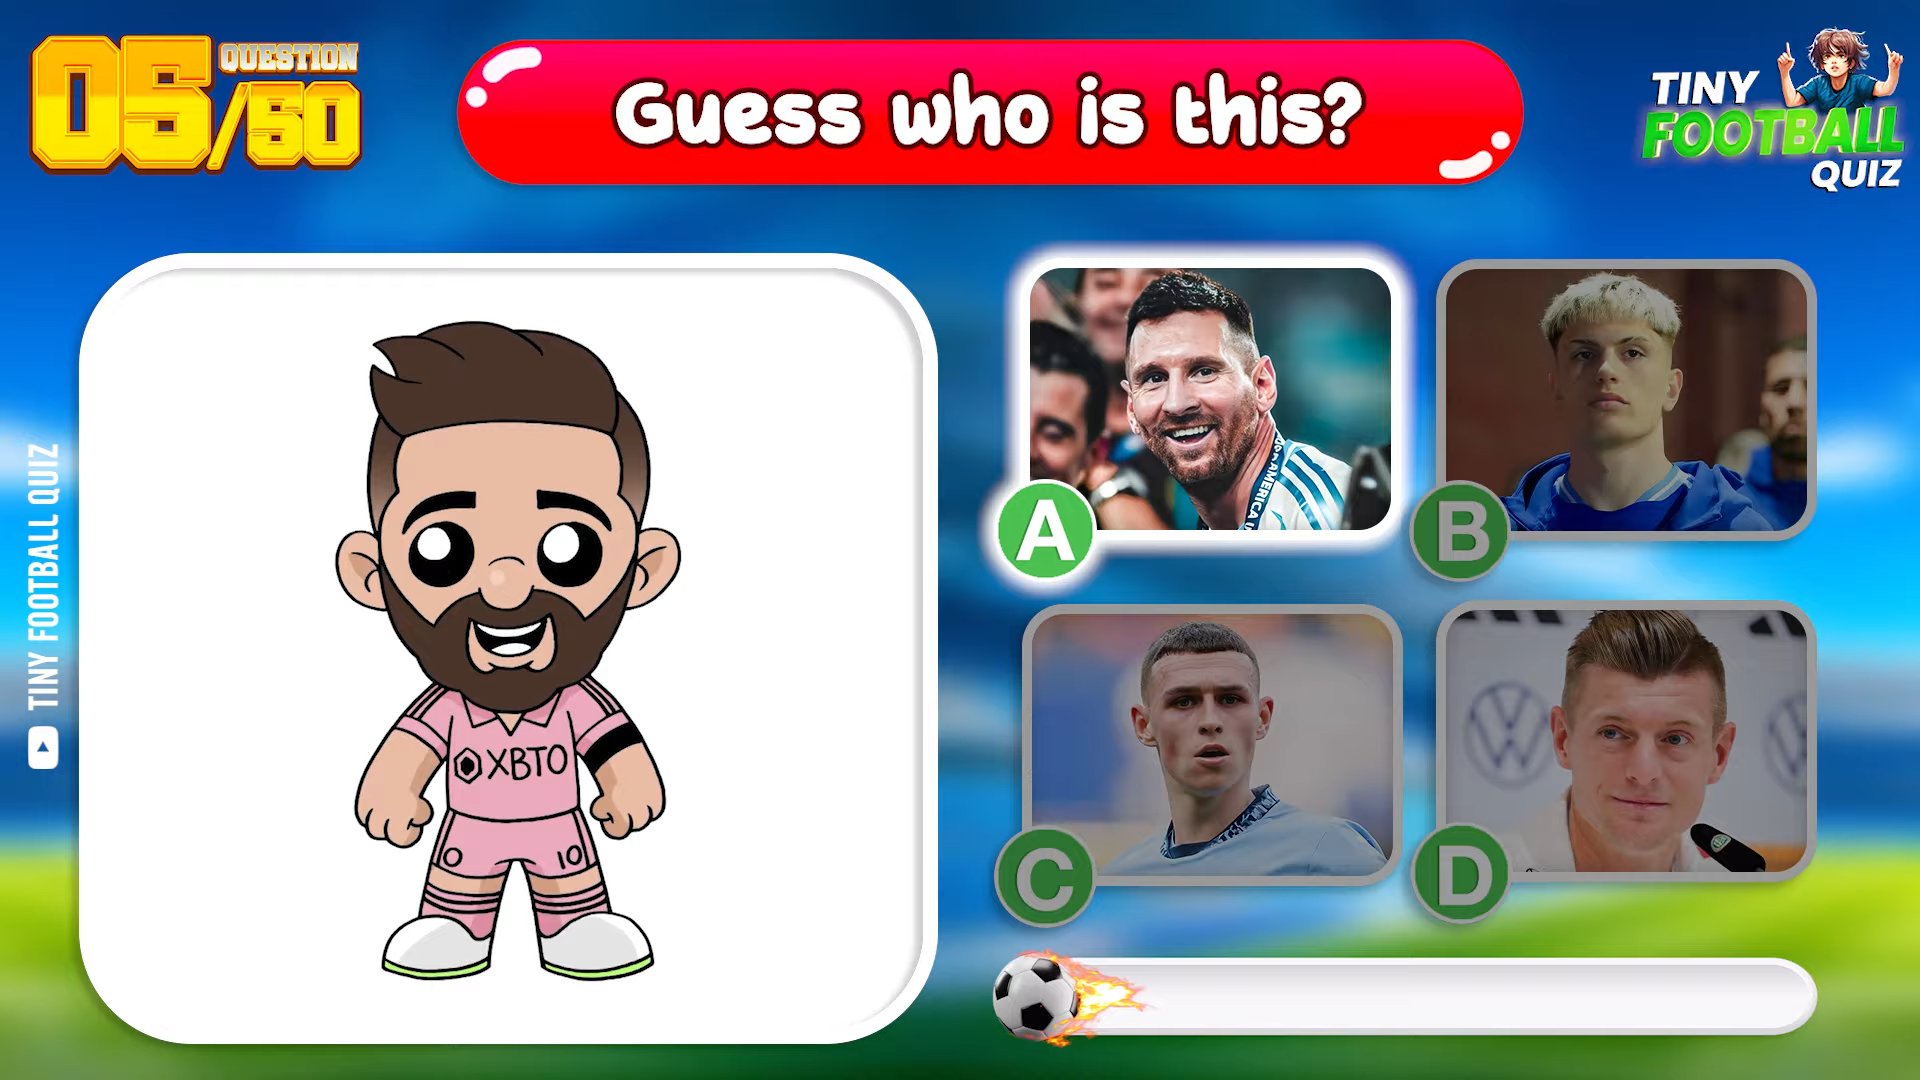 05/50
QUESTION
Guess who is this?
TINY
FOOTBALL
QUIZ
TINY FOOTBALL QUIZ
XBTO
10
A
B
C
D